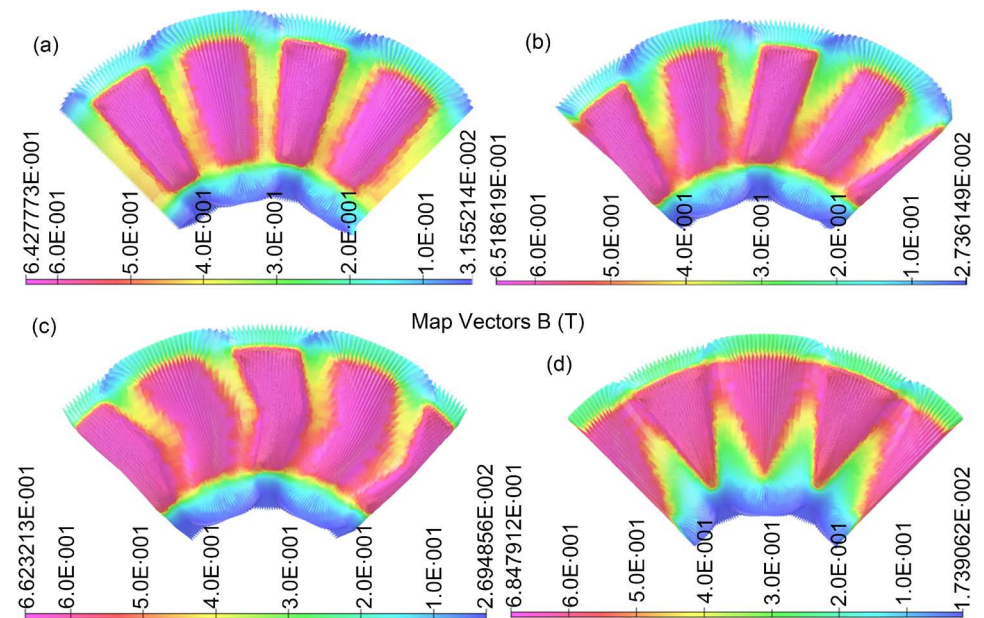 (a)
6.427773E-001
6.0E-001
5.0E-001
4.0E-001
3.0E-001
2.0E-001
1.0E-001
3.155214E-002
(b)
6.518619E-001
6.0E-001
5.0E-001
4.0E-001
3.0E-001
2.0E-001
1.0E-001
2.736149E-002
Map Vectors B (T)
(c)
6.623213E-001
6.0E-001
5.0E-001
4.0E-001
3.0E-001
2.0E-001
1.0E-001
2.694856E-002
(d)
6.847912E-001
6.0E-001
5.0E-001
4.0E-001
3.0E-001
2.0E-001
1.0E-001
1.739062E-002